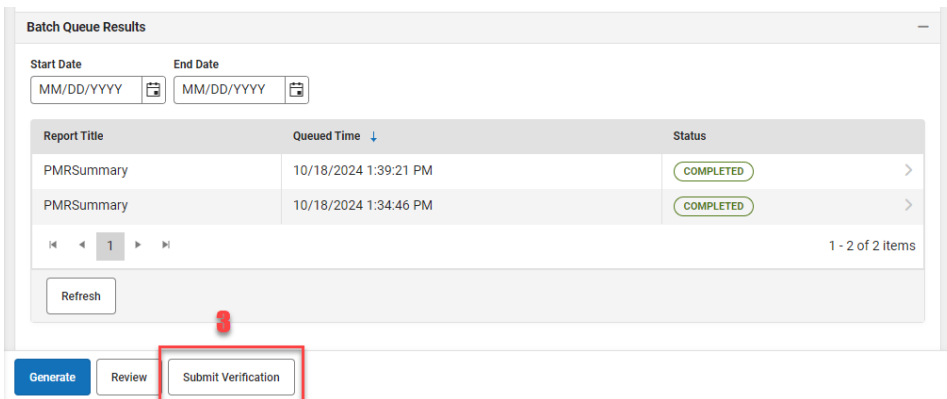 Batch Queue Results
Start Date End Date
MM/DD/YYYY MM/DD/YYYY
Report Title Queued Time Status
PMRSummary 10/18/2024 1:39:21 PM COMPLETED
PMRSummary 10/18/2024 1:34:46 PM COMPLETED
1 1 - 2 of 2 items
Refresh
3
Generate Review Submit Verification